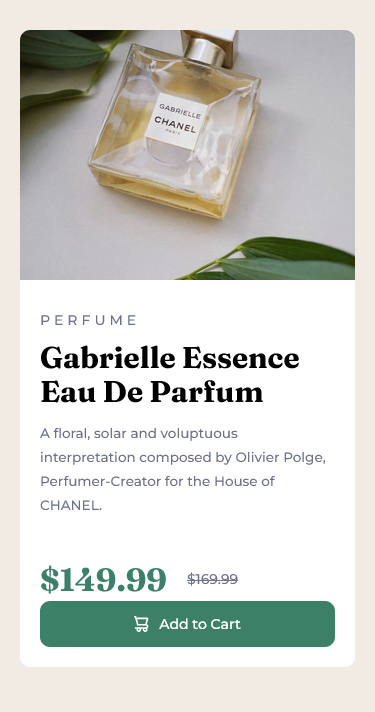 GABRIELLE
CHANEL
PARIS
PERFUME
Gabrielle Essence
Eau De Parfum
A floral, solar and voluptuous
interpretation composed by Olivier Polge,
Perfumer-Creator for the House of
CHANEL.
$149.99 $169.99
Add to Cart